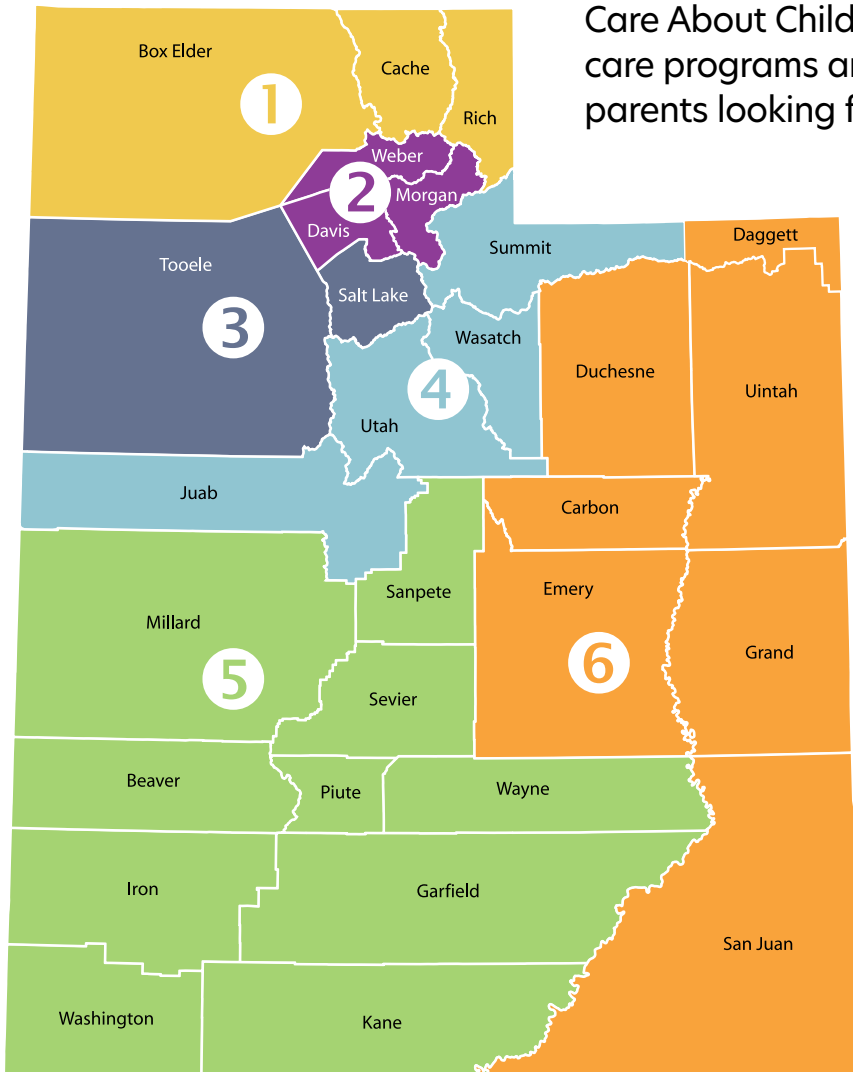 Care About Child
care programs a
parents looking f
Box Elder
Cache
1
Rich
Weber
2
Morgan
Davis
Summit
Daggett
Tooele
Salt Lake
3
Wasatch
Duchesne
4
Uintah
Utah
Juab
Carbon
Sanpete
Emery
Millard
Grand
5
6
Sevier
Beaver
Piute
Wayne
Iron
Garfield
San Juan
Washington
Kane